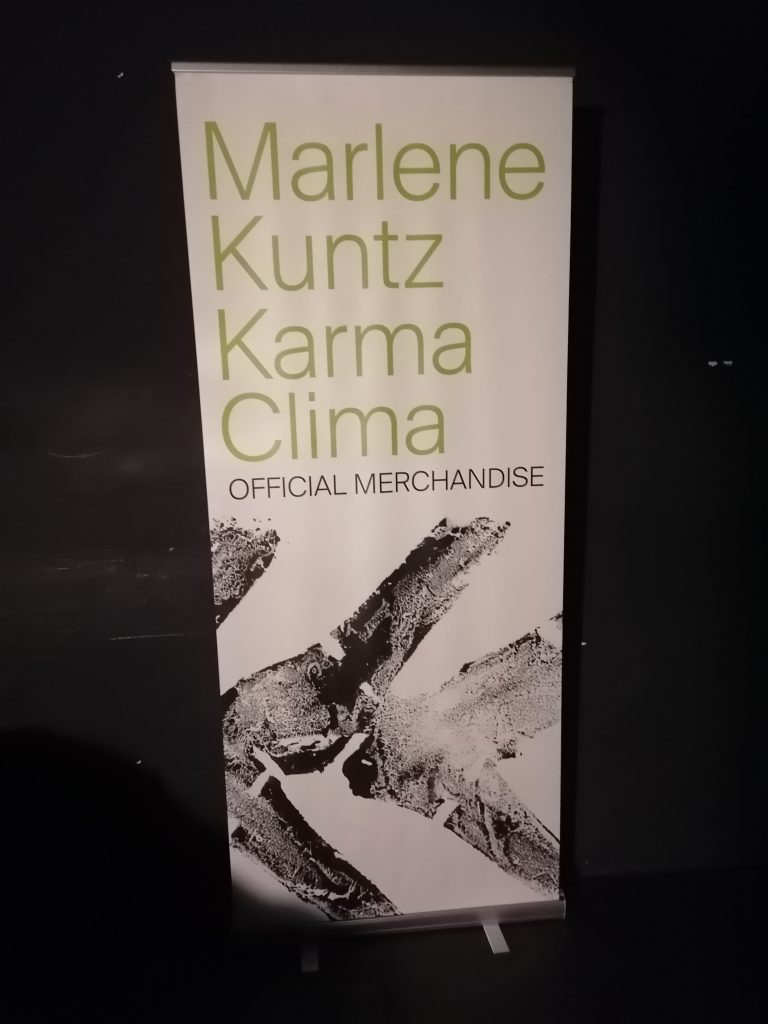 Marlene
Kuntz
Karma
Clima
OFFICIAL MERCHANDISE